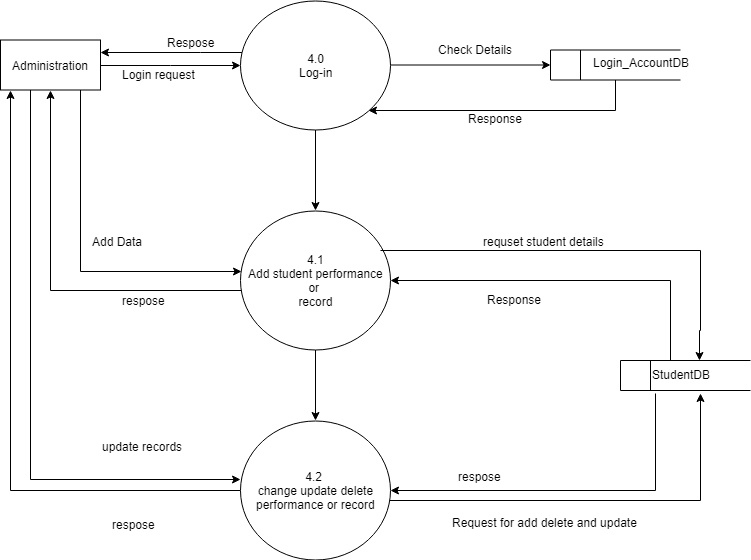 Respose
4.0
Log-in
Check Details
Administration
Login_AccountDB
Login request
Response
Add Data
requset student details
4.1
Add student performance
or
record
respose
Response
StudentDB
update records
4.2
change update delete
performance or record
respose
respose
Request for add delete and update